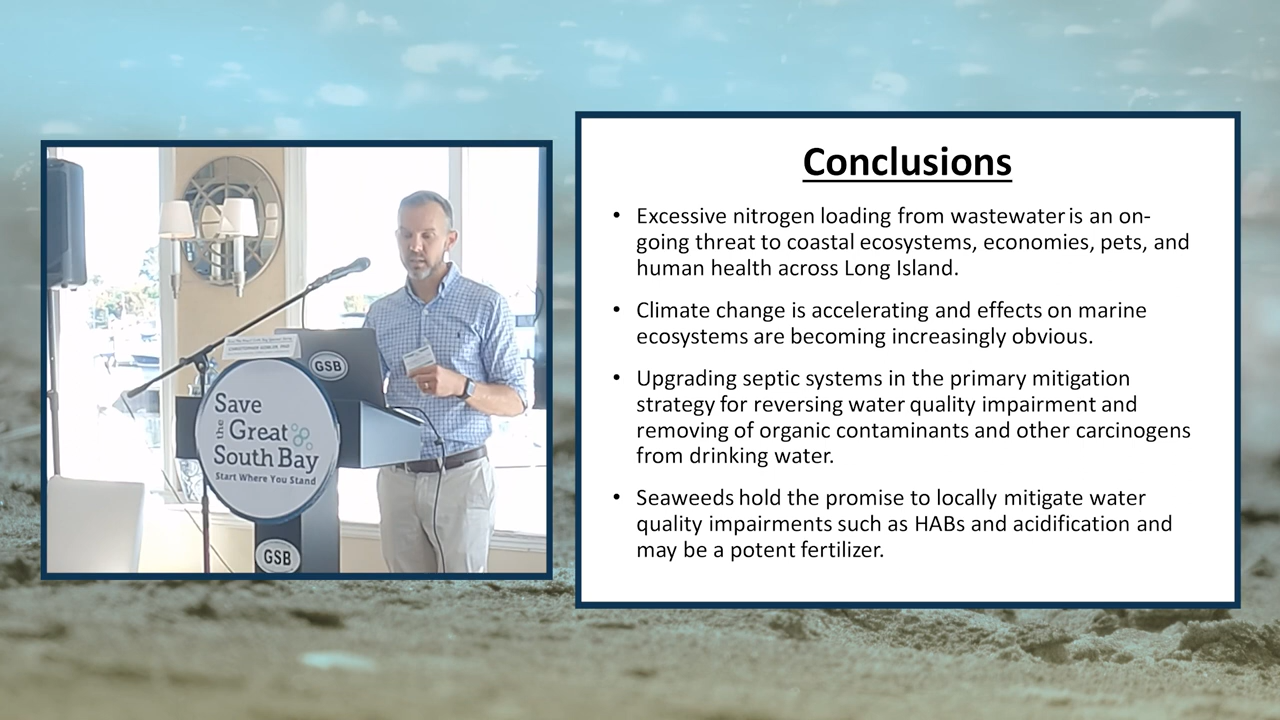 GSB
CHRISTOPHER GOBLER, PHD
Save
the Great
South Bay
Start Where You Stand
GSB
Conclusions
• Excessive nitrogen loading from wastewater is an on-
going threat to coastal ecosystems, economies, pets, and
human health across Long Island.
• Climate change is accelerating and effects on marine
ecosystems are becoming increasingly obvious.
• Upgrading septic systems in the primary mitigation
strategy for reversing water quality impairment and
removing of organic contaminants and other carcinogens
from drinking water.
• Seaweeds hold the promise to locally mitigate water
quality impairments such as HABs and acidification and
may be a potent fertilizer.